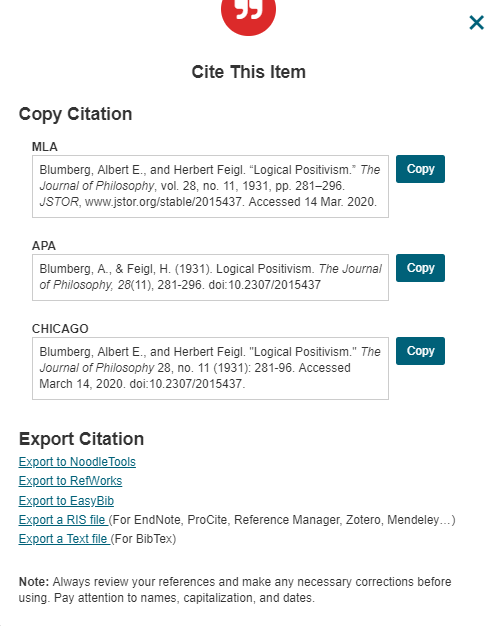 Cite This Item
Copy Citation
MLA
Blumberg, Albert E., and Herbert Feigl. “Logical Positivism.” The
Journal of Philosophy, vol. 28, no. 11, 1931, pp. 281–296.
JSTOR, www.jstor.org/stable/2015437. Accessed 14 Mar. 2020.
Copy
APA
Blumberg, A., & Feigl, H. (1931). Logical Positivism. The Journal
of Philosophy, 28(11), 281-296. doi:10.2307/2015437
Copy
CHICAGO
Blumberg, Albert E., and Herbert Feigl. "Logical Positivism." The
Journal of Philosophy 28, no. 11 (1931): 281-96. Accessed
March 14, 2020. doi:10.2307/2015437.
Copy
Export Citation
Export to NoodleTools
Export to RefWorks
Export to EasyBib
Export a RIS file (For EndNote, ProCite, Reference Manager, Zotero, Mendeley…)
Export a Text file (For BibTex)
Note: Always review your references and make any necessary corrections before
using. Pay attention to names, capitalization, and dates.